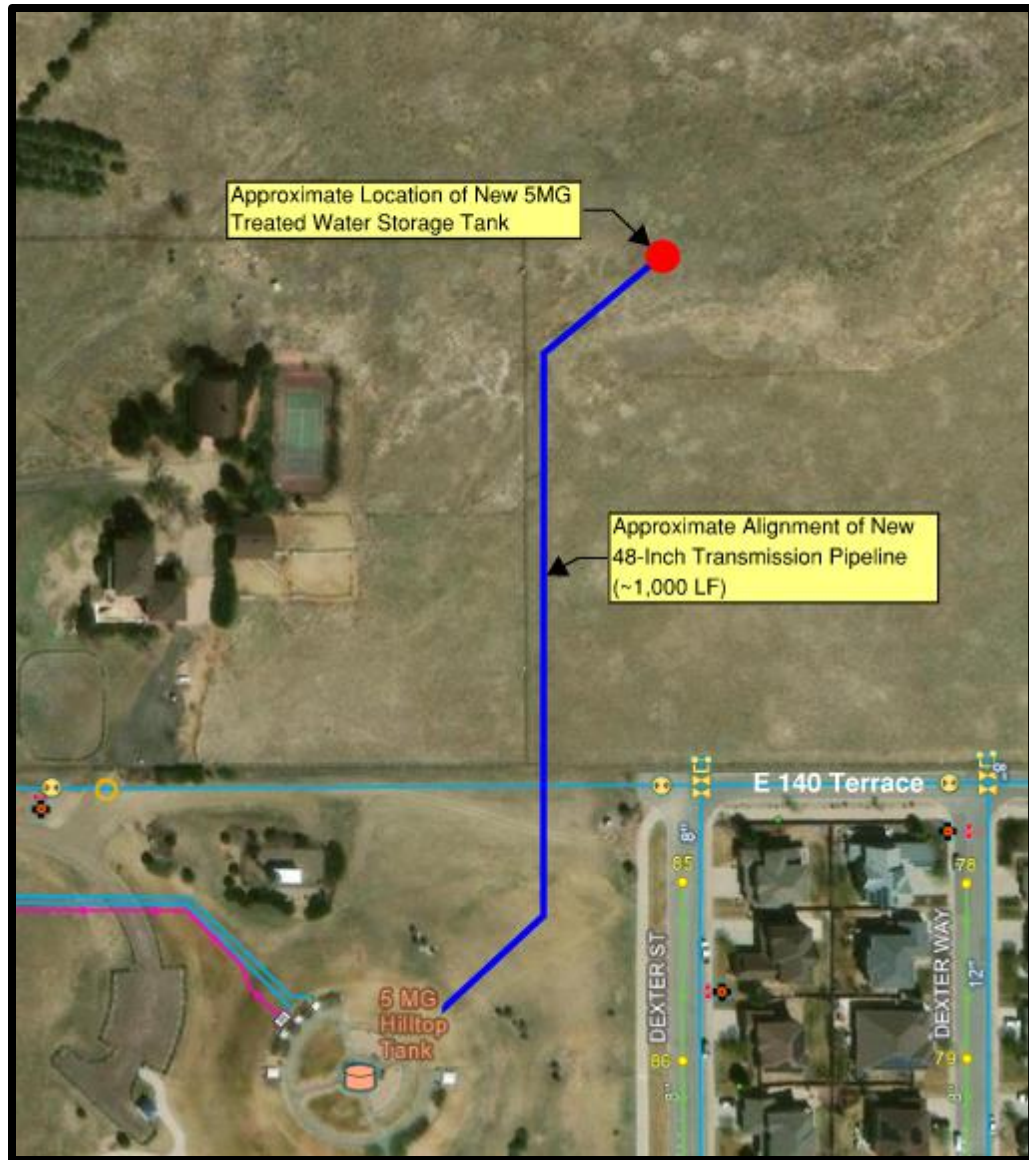 Approximate Location of New 5MG
Treated Water Storage Tank
Approximate Alignment of New
48-Inch Transmission Pipeline
(~1,000 LF)
E 140 Terrace
8"
8"
85
78
DEXTER ST
DEXTER WAY
12"
5 MG
Hilltop
Tank
86
79
8"
8"